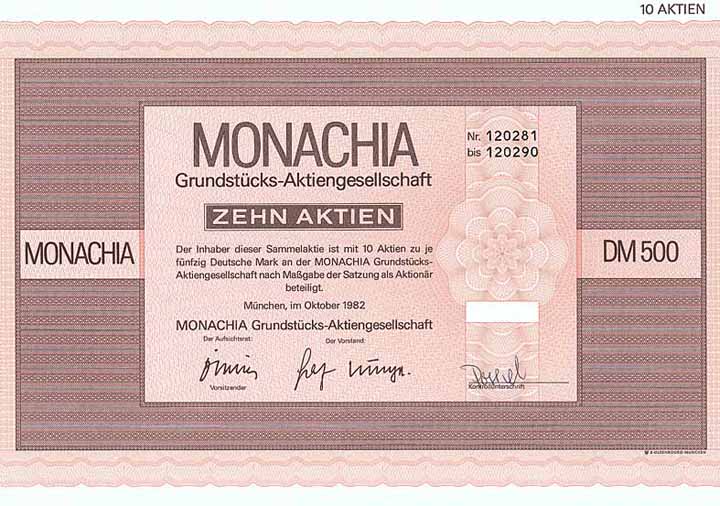 10 AKTIEN
MONACHIA
Grundstücks-Aktiengesellschaft
Nr. 120281
bis 120290
ZEHN AKTIEN
MONACHIA
DM 500
Der Inhaber dieser Sammelaktie ist mit 10 Aktien zu je
fünfzig Deutsche Mark an der MONACHIA Grundstücks-
Aktiengesellschaft nach Maßgabe der Satzung als Aktionär
beteiligt.
München, im Oktober 1982
MONACHIA Grundstücks-Aktiengesellschaft
Der Aufsichtsrat: Der Vorstand:
Vorsitzender
Kontrollunterschrift
R. OLDENBOURG MÜNCHEN